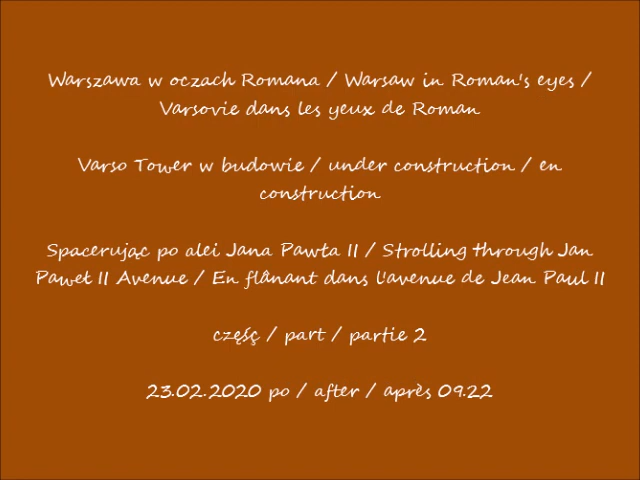 Warszawa w oczach Romana / Warsaw in Roman's eyes /
Varsovie dans les yeux de Roman
Varso Tower w budowie / under construction / en
construction
Spacerując po alei Jana Pawła II / Strolling through Jan
Paweł II Avenue / En flânant dans l'avenue de Jean Paul II
częśç / part / partie 2
23.02.2020 po / after / après 09.22